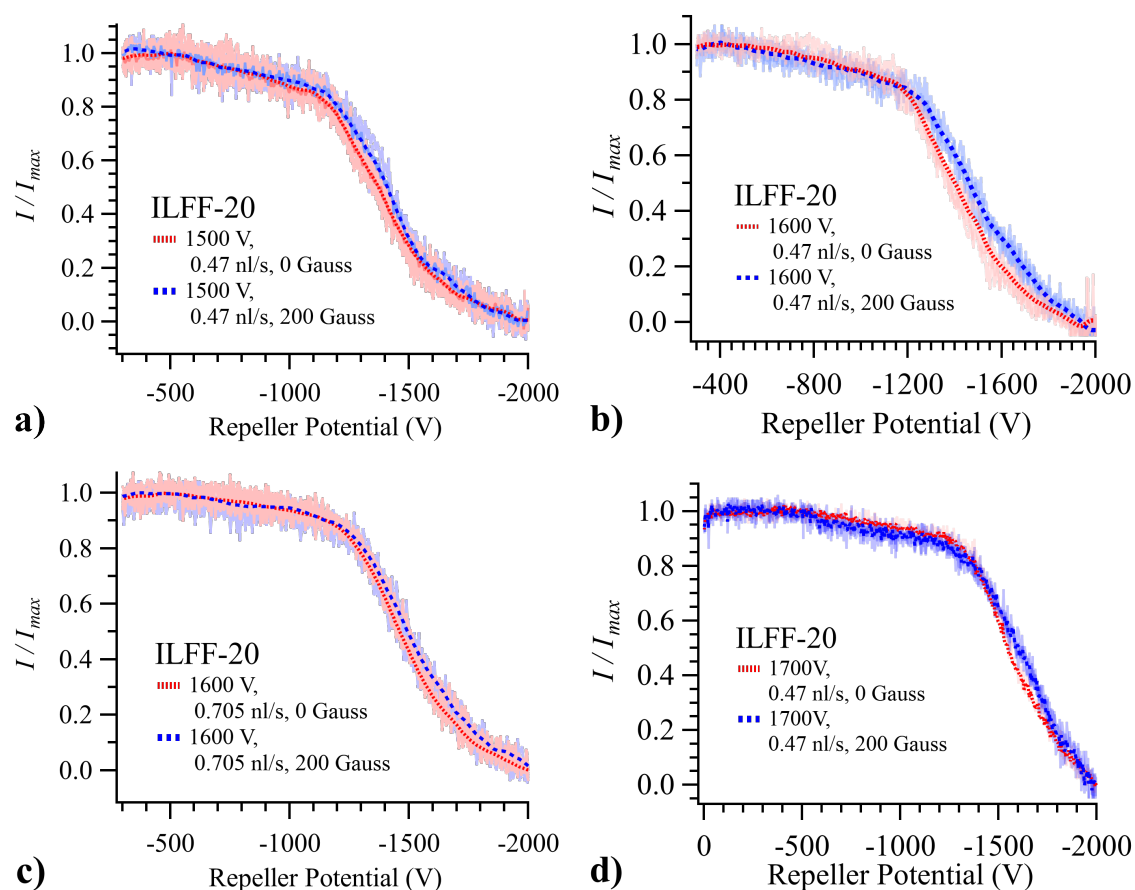 1.0
0.8
0.6
0.4
0.2
0.0
I / Imax
ILFF-20
1500 V,
0.47 nl/s, 0 Gauss
1500 V,
0.47 nl/s, 200 Gauss
-500 -1000 -1500 -2000
Repeller Potential (V)
a)
1.0
0.8
0.6
0.4
0.2
0.0
I / Imax
ILFF-20
1600 V,
0.47 nl/s, 0 Gauss
1600 V,
0.47 nl/s, 200 Gauss
-400 -800 -1200 -1600 -2000
Repeller Potential (V)
b)
1.0
0.8
0.6
0.4
0.2
0.0
I / Imax
ILFF-20
1600 V,
0.705 nl/s, 0 Gauss
1600 V,
0.705 nl/s, 200 Gauss
-500 -1000 -1500 -2000
Repeller Potential (V)
c)
1.0
0.8
0.6
0.4
0.2
0.0
I / Imax
ILFF-20
1700V,
0.47 nl/s, 0 Gauss
1700V,
0.47 nl/s, 200 Gauss
0 -500 -1000 -1500 -2000
Repeller Potential (V)
d)